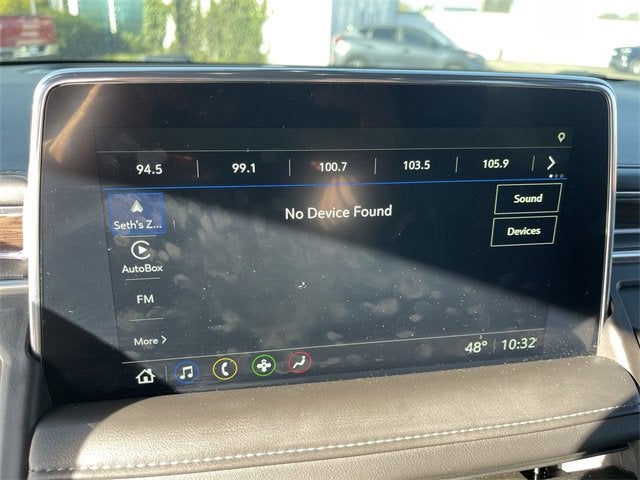 94.5 99.1 100.7 103.5 105.9
No Device Found
Sound
Seth's Z...
Devices
AutoBox
FM
More
48° 10:32